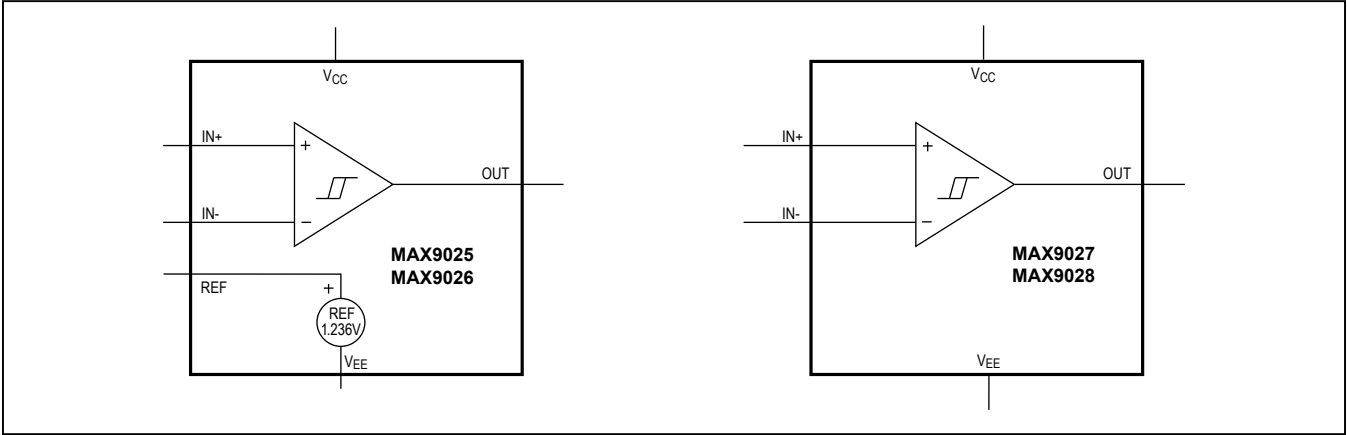 VCC
IN+
+
OUT
IN-
−
MAX9025
MAX9026
REF
+
REF
1.236V
VEE
VCC
IN+
+
OUT
IN-
−
MAX9027
MAX9028
VEE